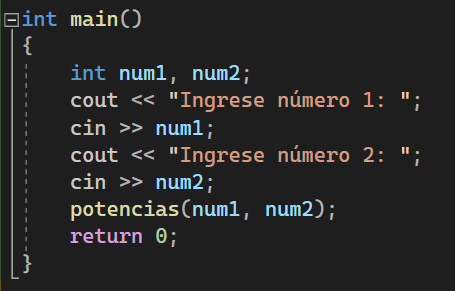 int main()
{
    int num1, num2;
    cout << "Ingrese número 1: ";
    cin >> num1;
    cout << "Ingrese número 2: ";
    cin >> num2;
    potencias(num1, num2);
    return 0;
}